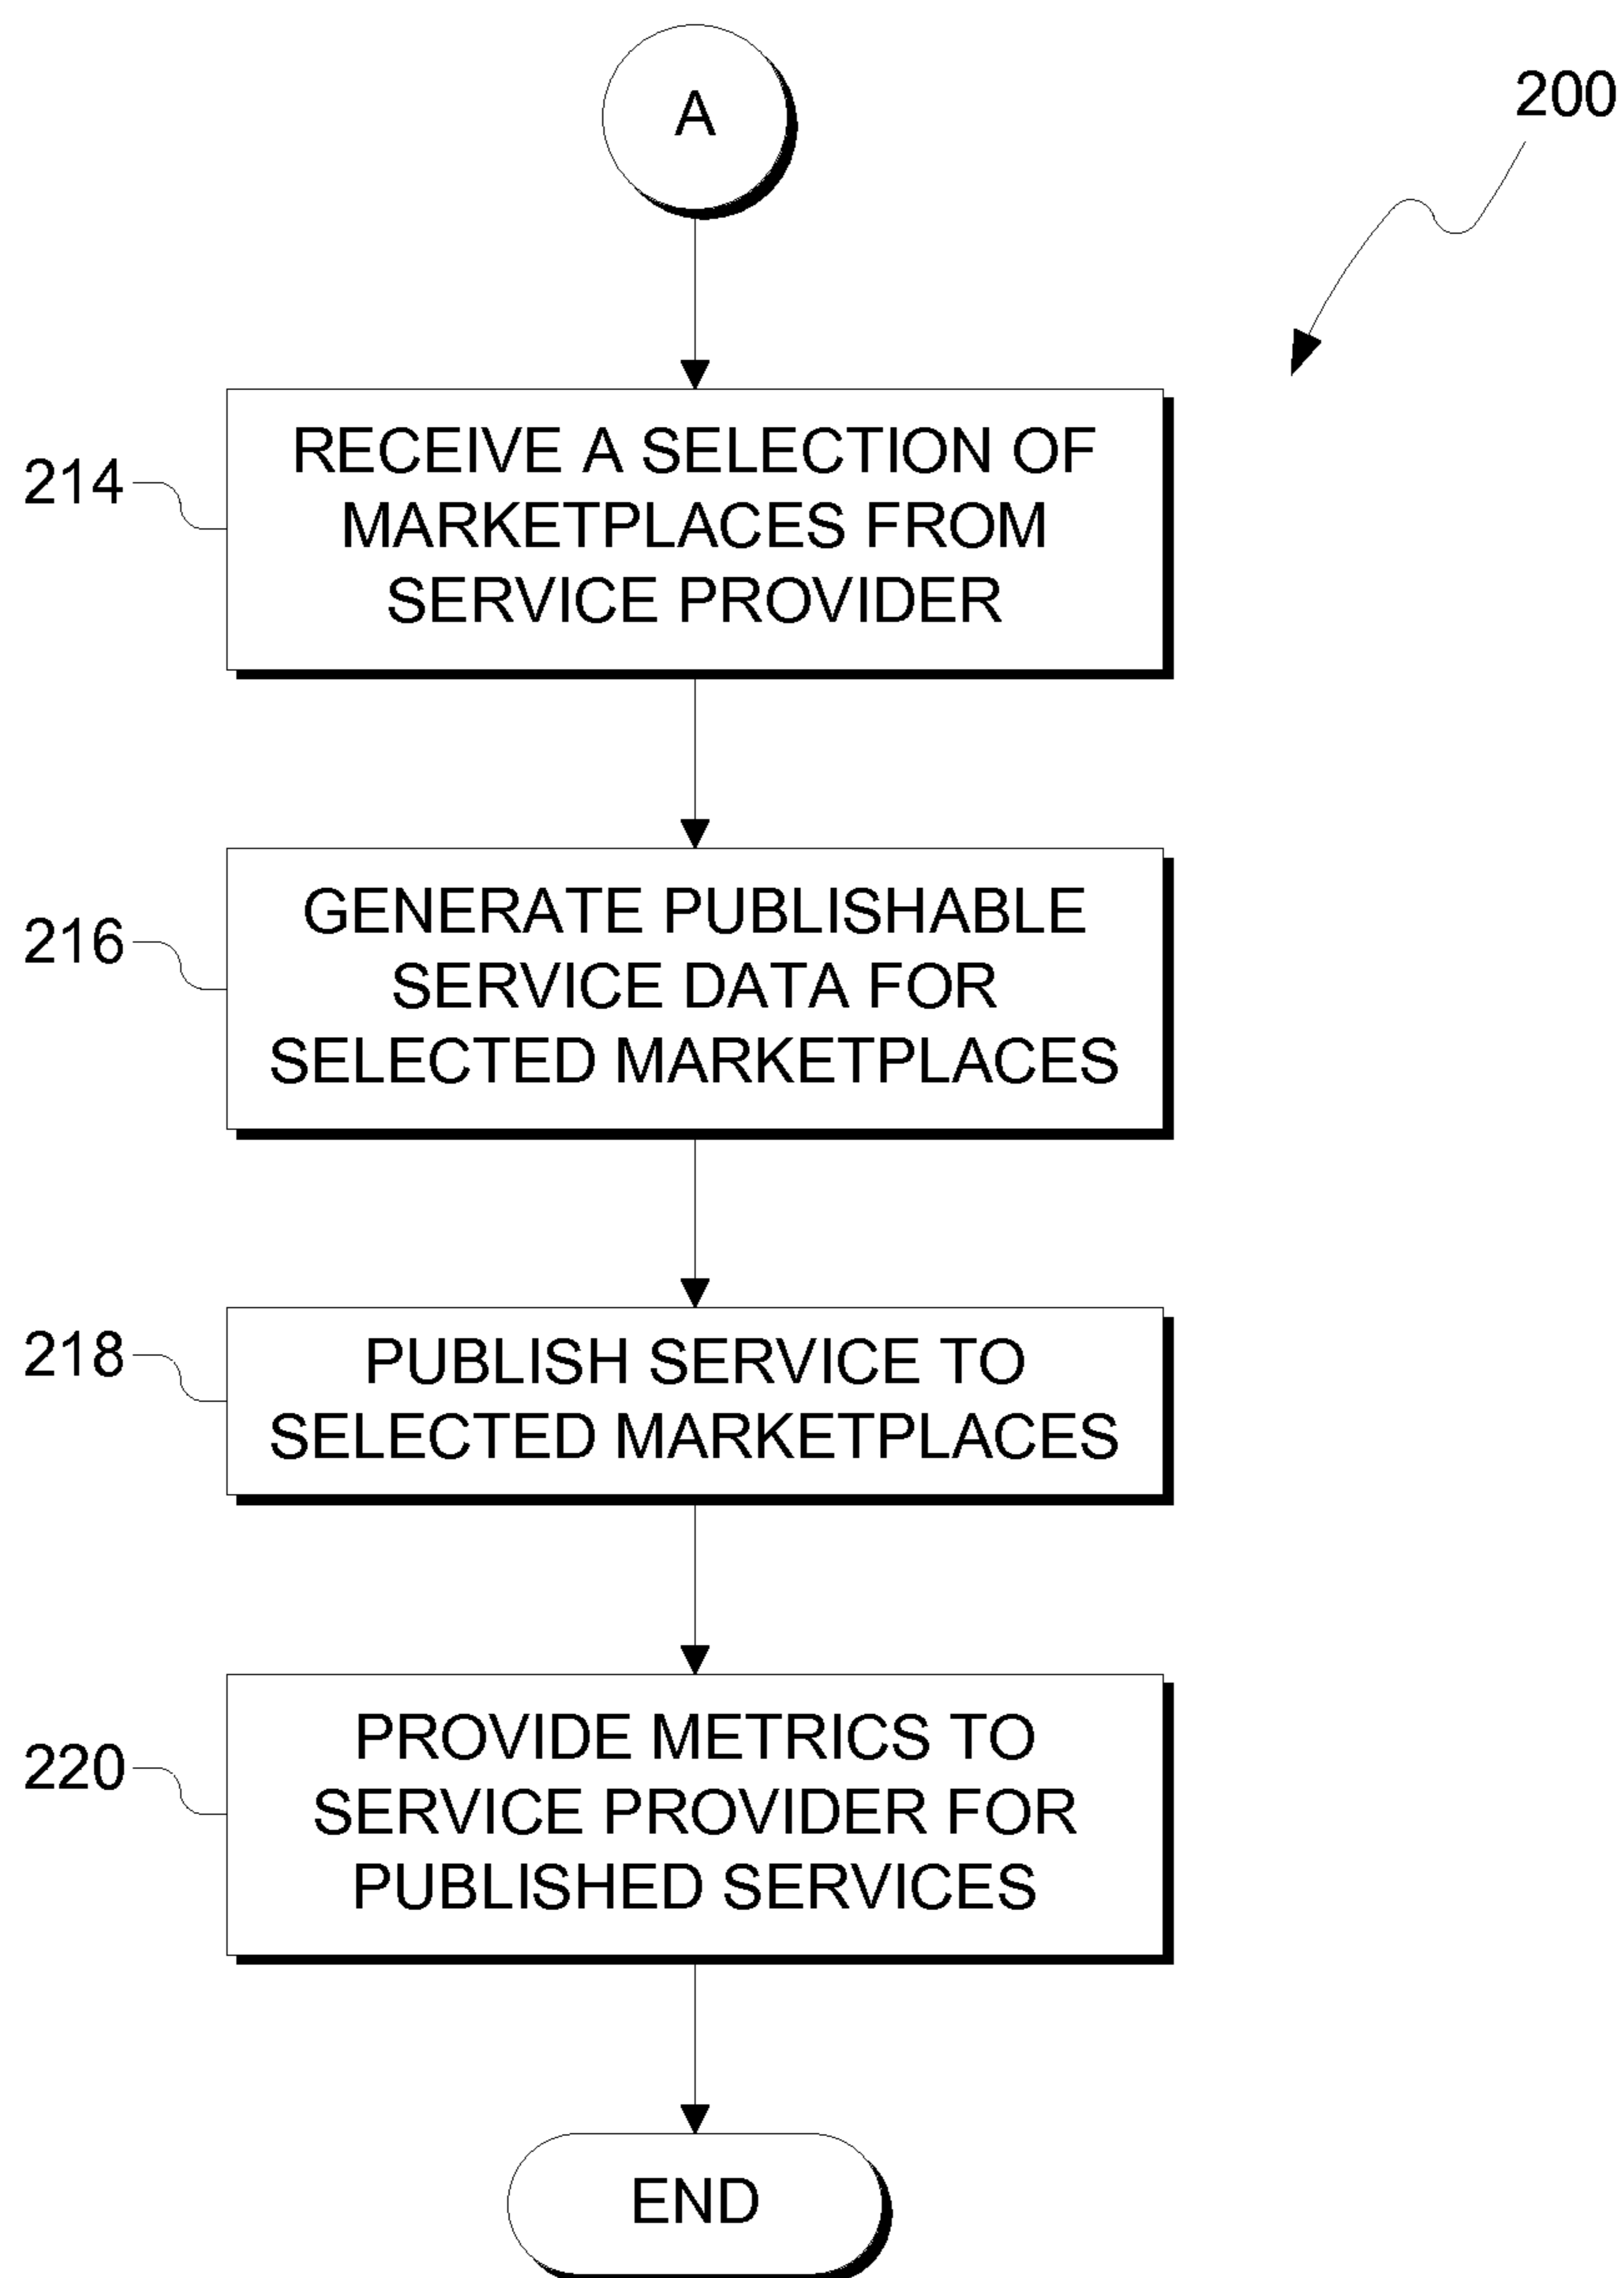 A
200
214
RECEIVE A SELECTION OF
MARKETPLACES FROM
SERVICE PROVIDER
216
GENERATE PUBLISHABLE
SERVICE DATA FOR
SELECTED MARKETPLACES
218
PUBLISH SERVICE TO
SELECTED MARKETPLACES
220
PROVIDE METRICS TO
SERVICE PROVIDER FOR
PUBLISHED SERVICES
END